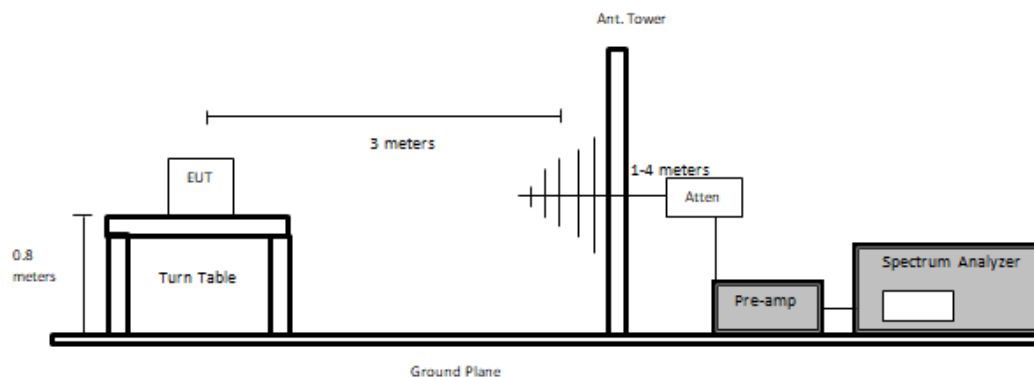 Ant. Tower
3 meters
EUT
1-4 meters
Atten
0.8
meters
Turn Table
Spectrum Analyzer
Pre-amp
Ground Plane